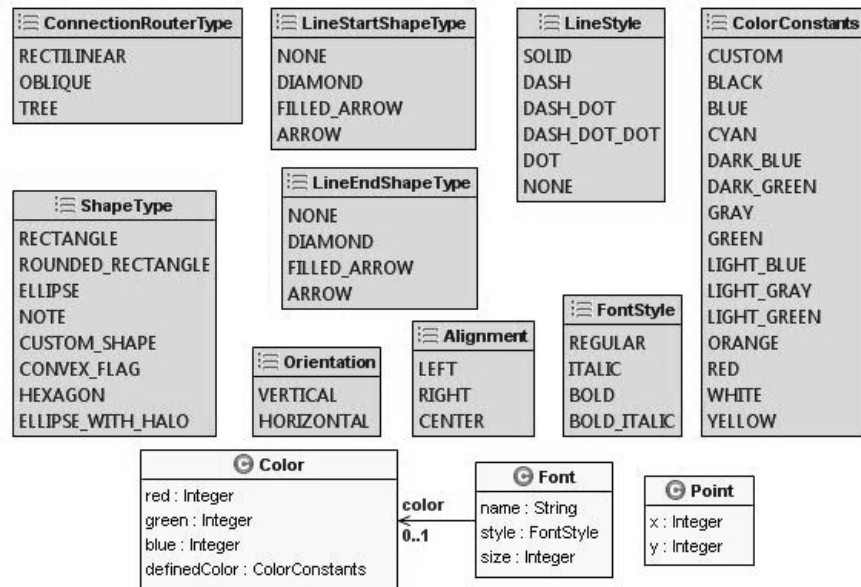 ConnectionRouterType
RECTILINEAR
OBLIQUE
TREE
LineStartShapeType
NONE
DIAMOND
FILLED_ARROW
ARROW
LineStyle
SOLID
DASH
DASH_DOT
DASH_DOT_DOT
DOT
NONE
ColorConstants
CUSTOM
BLACK
BLUE
CYAN
DARK_BLUE
DARK_GREEN
GRAY
GREEN
LIGHT_BLUE
LIGHT_GRAY
LIGHT_GREEN
ORANGE
RED
WHITE
YELLOW
ShapeType
RECTANGLE
ROUNDED_RECTANGLE
ELLIPSE
NOTE
CUSTOM_SHAPE
CONVEX_FLAG
HEXAGON
ELLIPSE_WITH_HALO
LineEndShapeType
NONE
DIAMOND
FILLED_ARROW
ARROW
Orientation
VERTICAL
HORIZONTAL
Alignment
LEFT
RIGHT
CENTER
FontStyle
REGULAR
ITALIC
BOLD
BOLD_ITALIC
C Color
red : Integer
green : Integer
blue : Integer
definedColor : ColorConstants
color
0..1
C Font
name : String
style : FontStyle
size : Integer
C Point
x : Integer
y : Integer